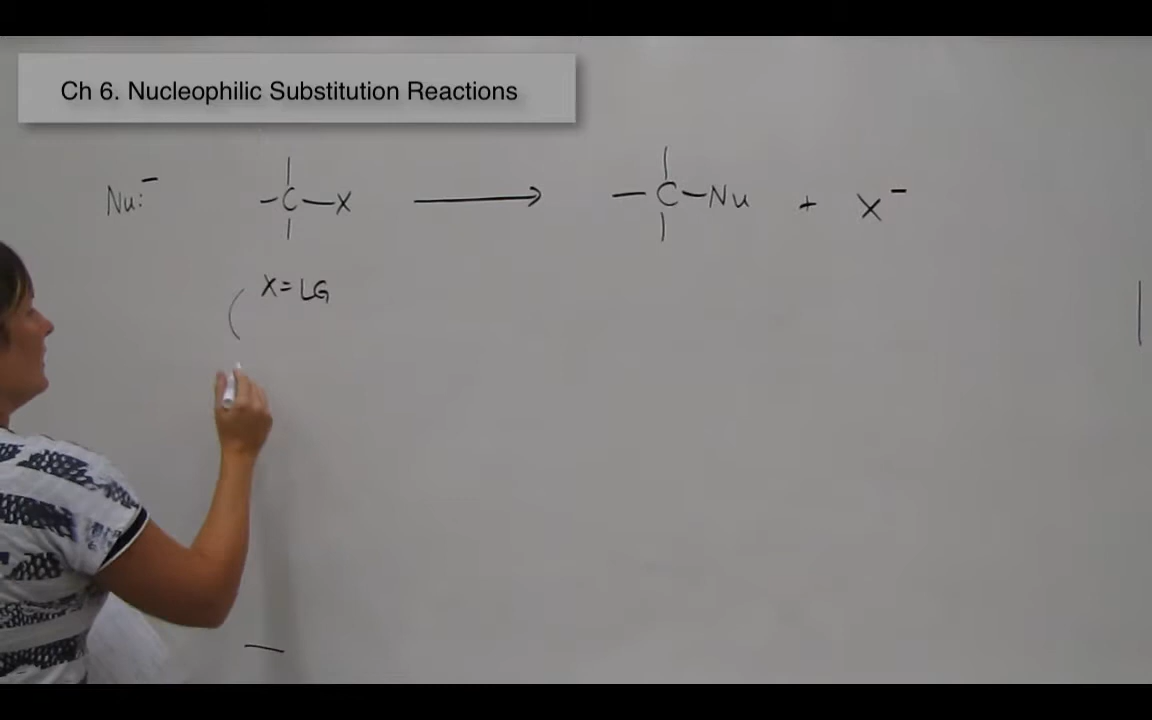 Ch 6. Nucleophilic Substitution Reactions
Nu:⁻ —C—X ⟶ —C—Nu + X⁻
X = LG